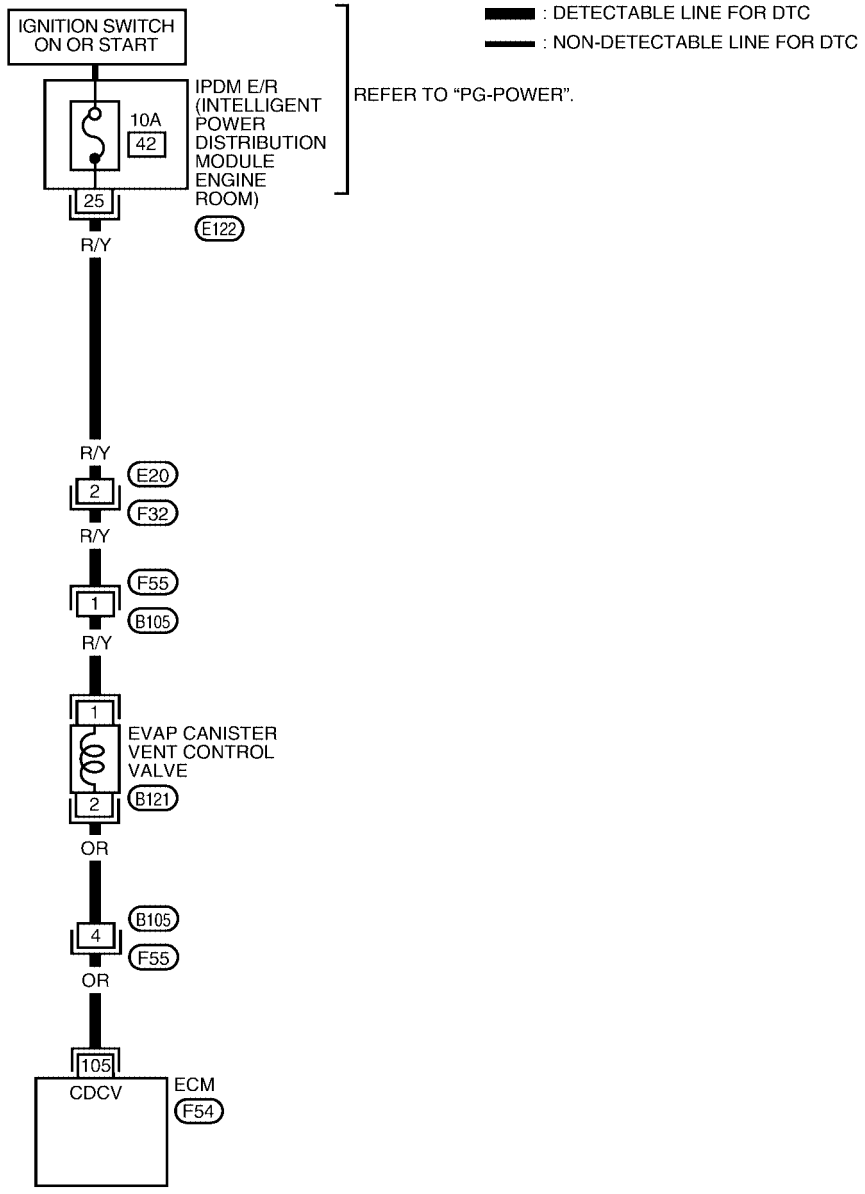 IGNITION SWITCH
ON OR START
: DETECTABLE LINE FOR DTC
: NON-DETECTABLE LINE FOR DTC
IPDM E/R
(INTELLIGENT
POWER
DISTRIBUTION
MODULE
ENGINE
ROOM)
REFER TO “PG-POWER”.
10A
42
25
E122
R/Y
R/Y
E20
2
F32
R/Y
F55
1
B105
R/Y
1
EVAP CANISTER
VENT CONTROL
VALVE
2
B121
OR
B105
4
F55
OR
105
CDCV
ECM
F54